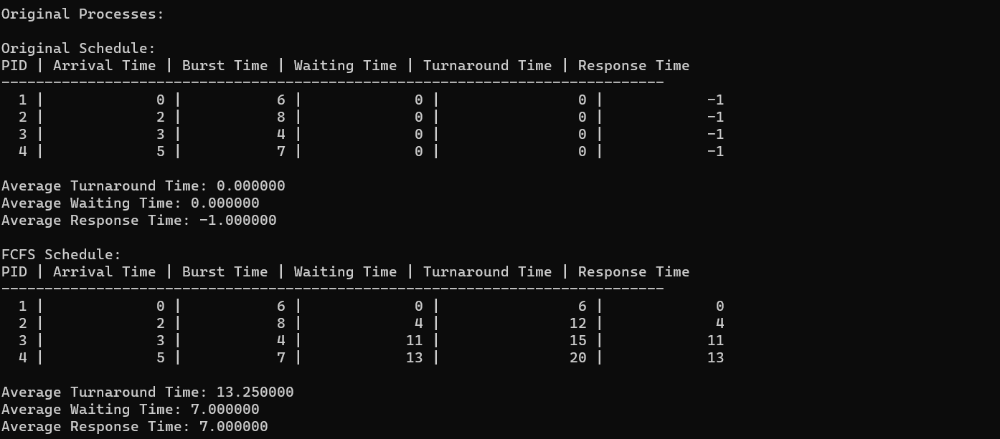 Original Processes:
Original Schedule:
PID | Arrival Time | Burst Time | Waiting Time | Turnaround Time | Response Time
-----------------------------------------------------------------------------
  1 |             0 |           6 |             0 |                0 |            -1
  2 |             2 |           8 |             0 |                0 |            -1
  3 |             3 |           4 |             0 |                0 |            -1
  4 |             5 |           7 |             0 |                0 |            -1
Average Turnaround Time: 0.000000
Average Waiting Time: 0.000000
Average Response Time: -1.000000
FCFS Schedule:
PID | Arrival Time | Burst Time | Waiting Time | Turnaround Time | Response Time
-----------------------------------------------------------------------------
  1 |             0 |           6 |             0 |                6 |             0
  2 |             2 |           8 |             4 |               12 |             4
  3 |             3 |           4 |            11 |               15 |            11
  4 |             5 |           7 |            13 |               20 |            13
Average Turnaround Time: 13.250000
Average Waiting Time: 7.000000
Average Response Time: 7.000000